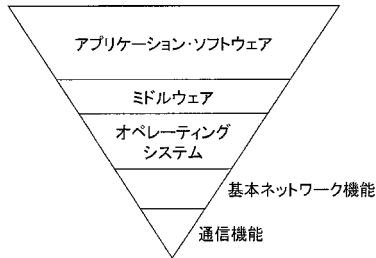 アプリケーション・ソフトウェア
ミドルウェア
オペレーティング
システム
基本ネットワーク機能
通信機能